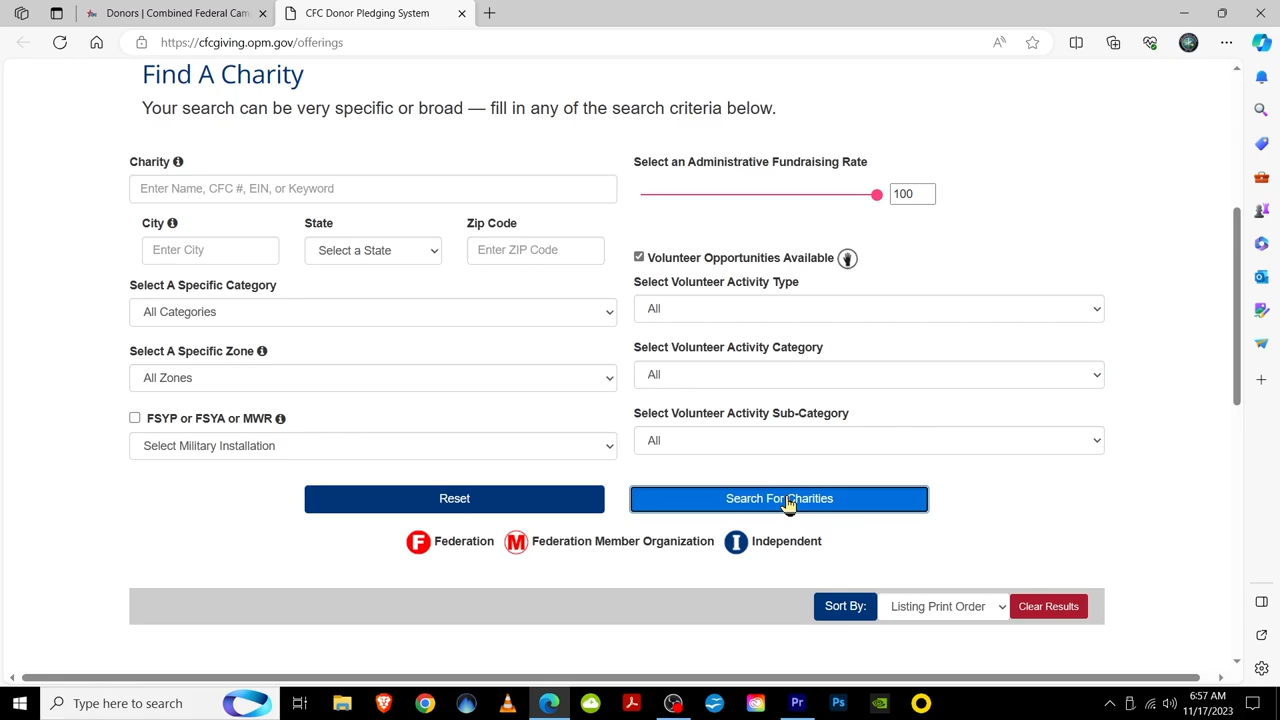 Donors | Combined Federal Cam
CFC Donor Pledging System
https://cfcgiving.opm.gov/offerings
Find A Charity
Your search can be very specific or broad — fill in any of the search criteria below.
Charity
Select an Administrative Fundraising Rate
Enter Name, CFC #, EIN, or Keyword
100
City
State
Zip Code
Enter City
Select a State
Enter ZIP Code
Volunteer Opportunities Available
Select A Specific Category
Select Volunteer Activity Type
All Categories
All
Select A Specific Zone
Select Volunteer Activity Category
All Zones
All
FSYP or FSYA or MWR
Select Volunteer Activity Sub-Category
Select Military Installation
All
Reset
Search For Charities
F Federation
M Federation Member Organization
I Independent
Sort By:
Listing Print Order
Clear Results
Type here to search
6:57 AM
11/17/2023